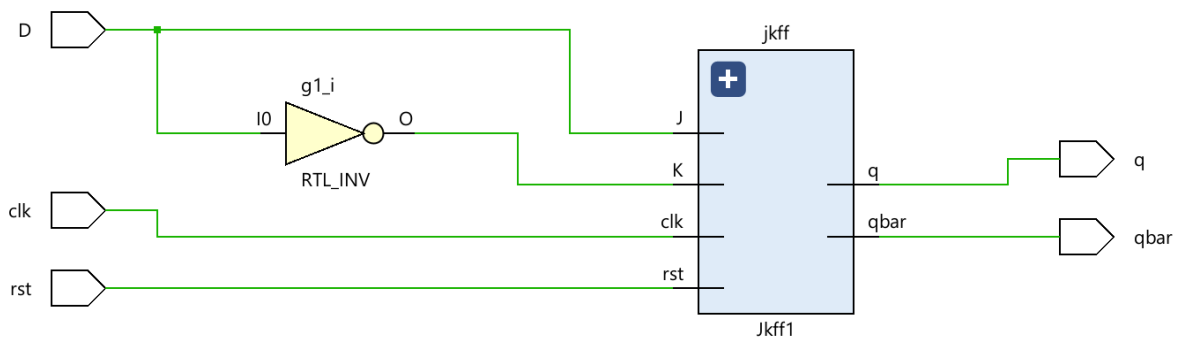 D
jkff
g1_i
I0
O
J
RTL_INV
K
q
q
clk
clk
qbar
qbar
rst
rst
Jkff1